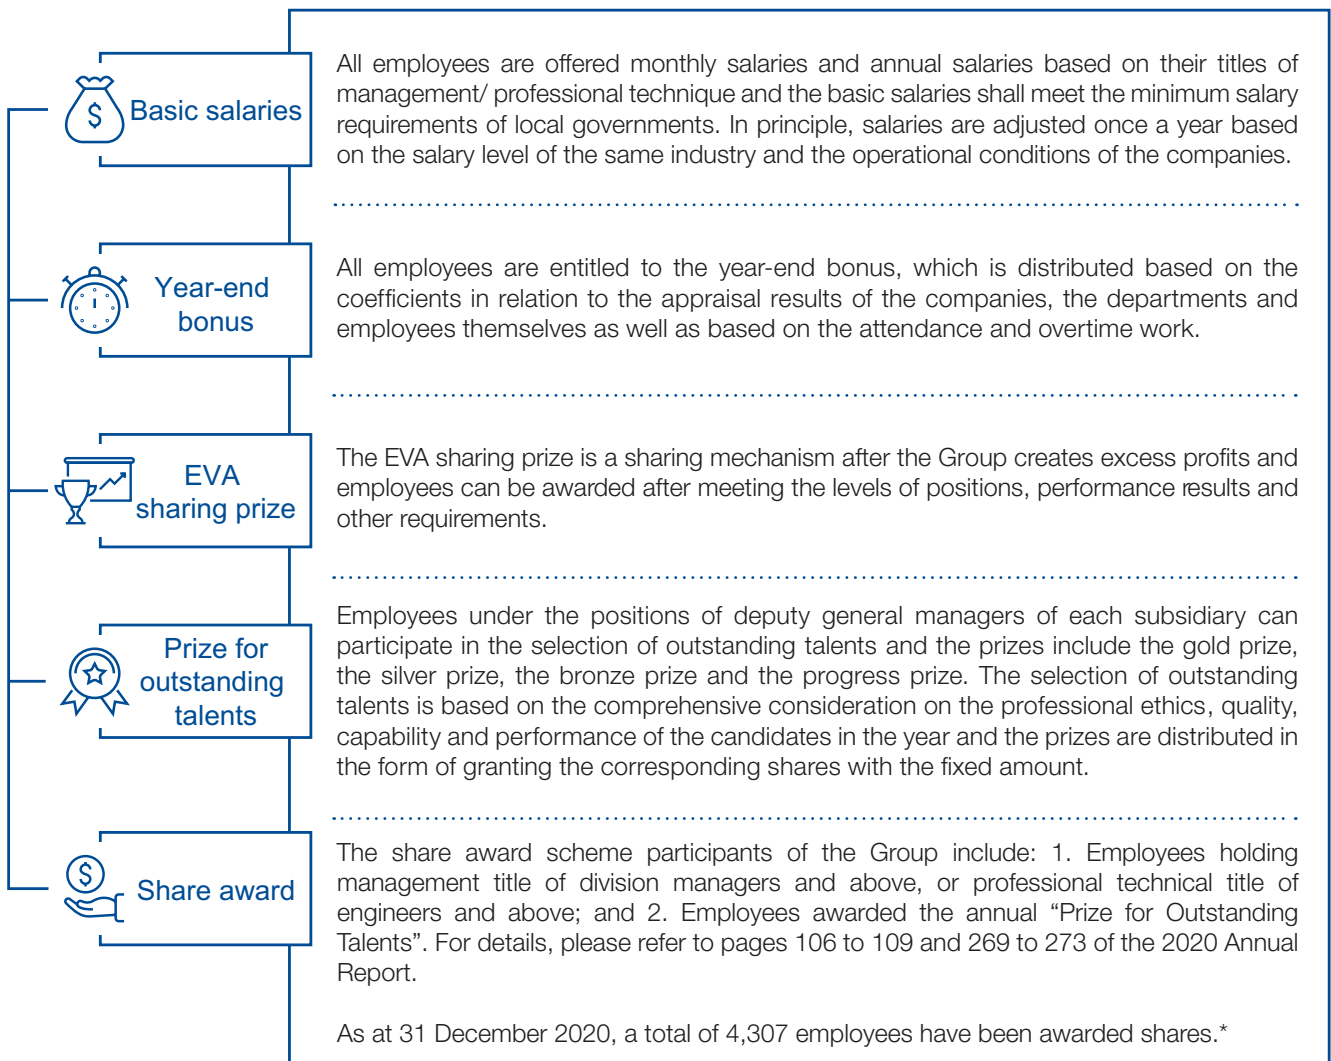 $
Basic salaries
All employees are offered monthly salaries and annual salaries based on their titles of
management/ professional technique and the basic salaries shall meet the minimum salary
requirements of local governments. In principle, salaries are adjusted once a year based
on the salary level of the same industry and the operational conditions of the companies.
Year-end
bonus
All employees are entitled to the year-end bonus, which is distributed based on the
coefficients in relation to the appraisal results of the companies, the departments and
employees themselves as well as based on the attendance and overtime work.
EVA
sharing prize
The EVA sharing prize is a sharing mechanism after the Group creates excess profits and
employees can be awarded after meeting the levels of positions, performance results and
other requirements.
Prize for
outstanding
talents
Employees under the positions of deputy general managers of each subsidiary can
participate in the selection of outstanding talents and the prizes include the gold prize,
the silver prize, the bronze prize and the progress prize. The selection of outstanding
talents is based on the comprehensive consideration on the professional ethics, quality,
capability and performance of the candidates in the year and the prizes are distributed in
the form of granting the corresponding shares with the fixed amount.
$
Share award
The share award scheme participants of the Group include: 1. Employees holding
management title of division managers and above, or professional technical title of
engineers and above; and 2. Employees awarded the annual “Prize for Outstanding
Talents”. For details, please refer to pages 106 to 109 and 269 to 273 of the 2020 Annual
Report.
As at 31 December 2020, a total of 4,307 employees have been awarded shares.*